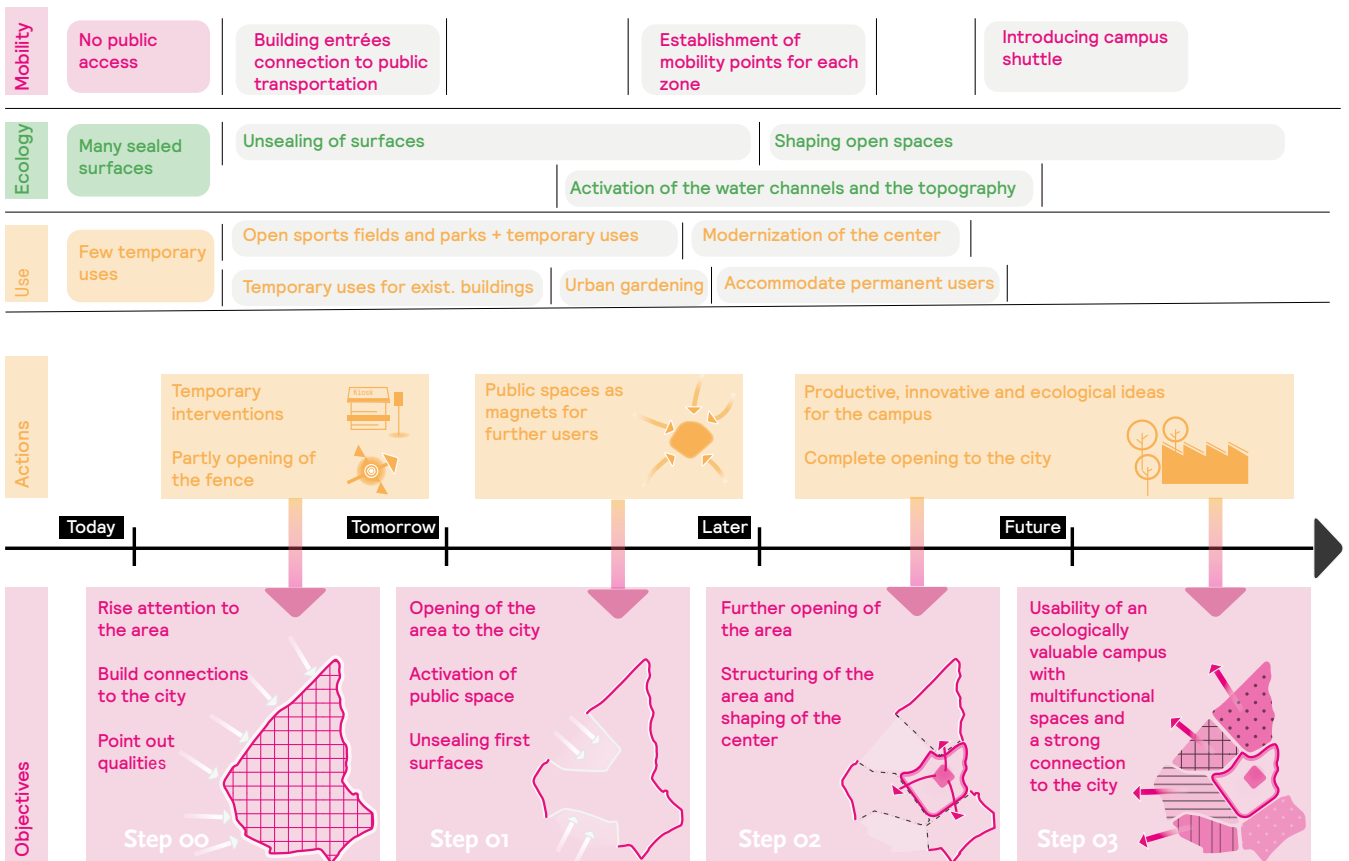 Mobility
No public
access
Building entrées
connection to public
transportation
Establishment of
mobility points for each
zone
Introducing campus
shuttle
Ecology
Many sealed
surfaces
Unsealing of surfaces
Shaping open spaces
Activation of the water channels and the topography
Use
Few temporary
uses
Open sports fields and parks + temporary uses
Modernization of the center
Temporary uses for exist. buildings
Urban gardening
Accommodate permanent users
Actions
Temporary
interventions
Partly opening of
the fence
Kiosk
Public spaces as
magnets for
further users
Productive, innovative and ecological ideas
for the campus
Complete opening to the city
Today
Tomorrow
Later
Future
Objectives
Rise attention to
the area
Build connections
to the city
Point out
qualities
Step 00
Opening of the
area to the city
Activation of
public space
Unsealing first
surfaces
Step 01
Further opening of
the area
Structuring of the
area and
shaping of the
center
Step 02
Usability of an
ecologically
valuable campus
with
multifunctional
spaces and
a strong
connection
to the city
Step 03